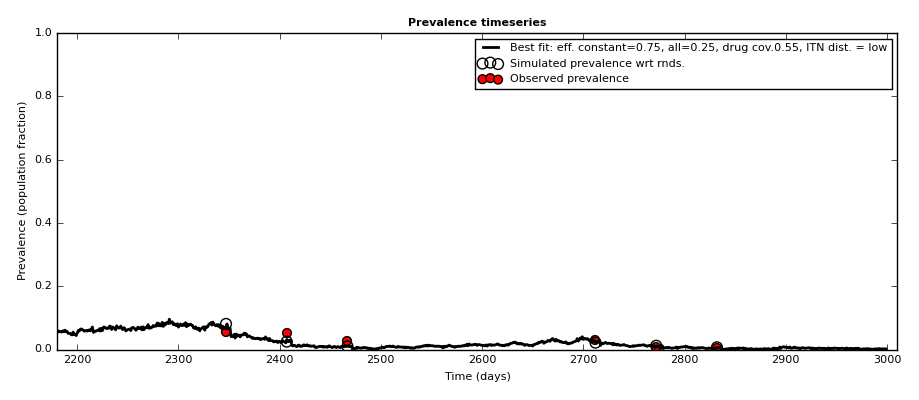 Prevalence timeseries
1.0
0.8
0.6
0.4
0.2
0.0
Prevalence (population fraction)
Best fit: eff. constant=0.75, all=0.25, drug cov.0.55, ITN dist. = low
Simulated prevalence wrt rnds.
Observed prevalence
2200 2300 2400 2500 2600 2700 2800 2900 3000
Time (days)